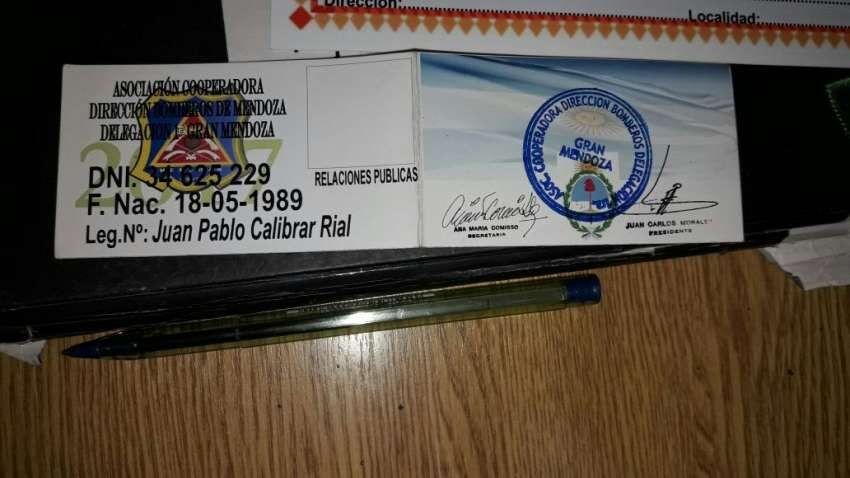 Dirección:
Localidad:
ASOCIACIÓN COOPERADORA
DIRECCIÓN BOMBEROS DE MENDOZA
DELEGACION 1º GRAN MENDOZA
DNI. 34 625 229
F. Nac. 18-05-1989
Leg.Nº: Juan Pablo Calibrar Rial
RELACIONES PUBLICAS
ASOC. COOPERADORA DIRECCION BOMBEROS DELEGACION
GRAN
MENDOZA
ANA MARIA DOMISSO
SECRETARIA
JUAN CARLOS MORALES
PRESIDENTE